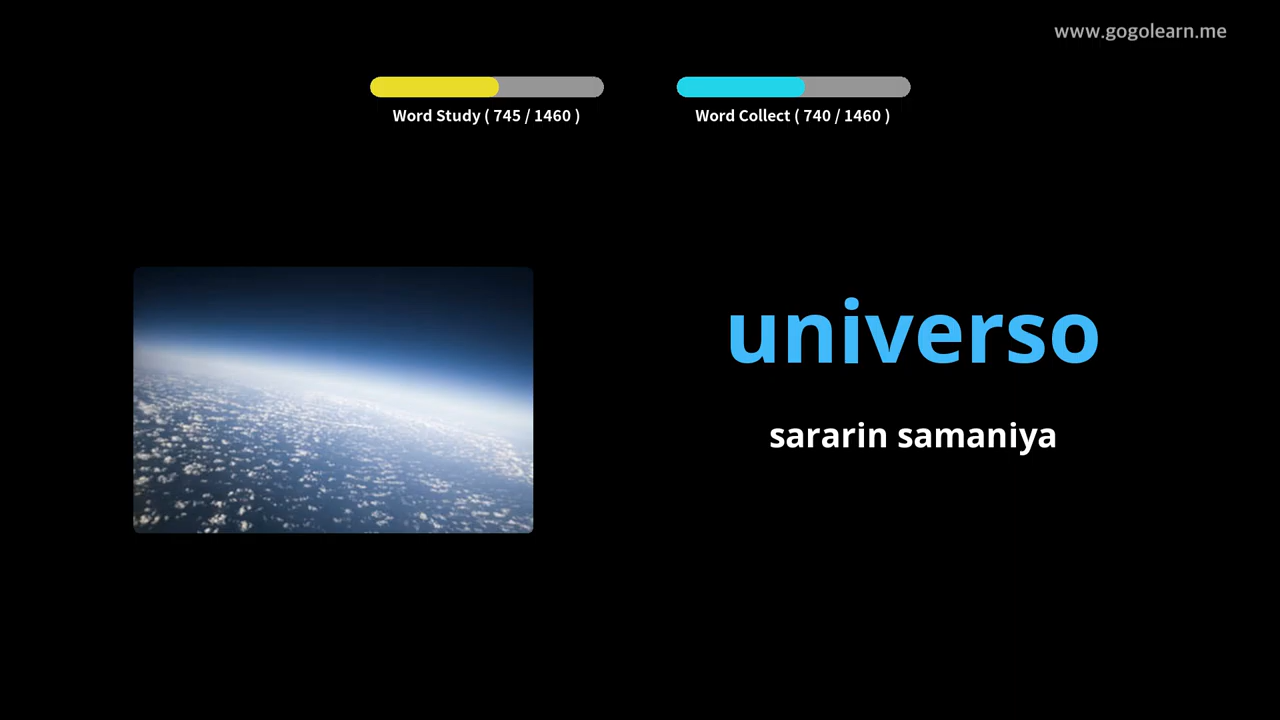 www.gogolearn.me
Word Study ( 745 / 1460 )
Word Collect ( 740 / 1460 )
universo
sararin samaniya